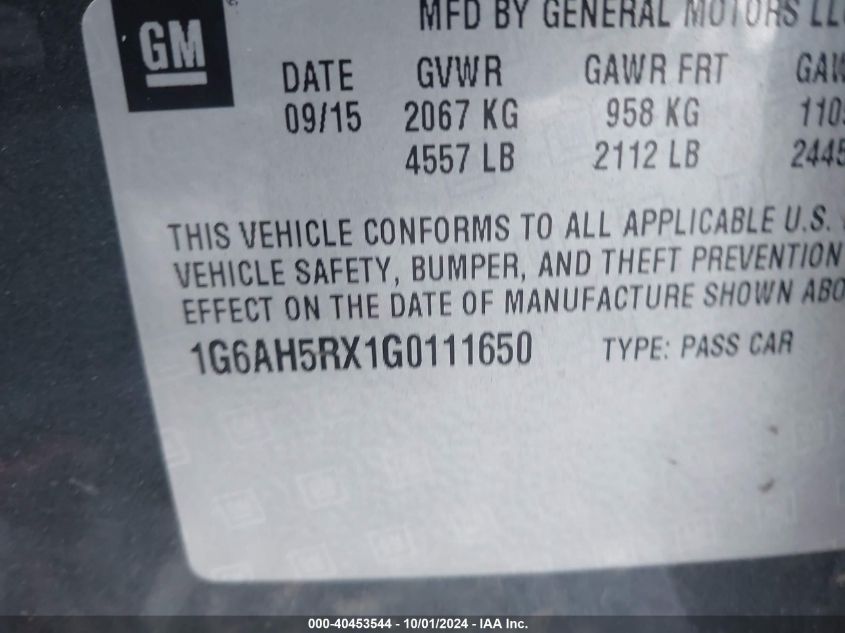 MFD BY GENERAL MOTORS LLC
GM
DATE GVWR GAWR FRT
09/15 2067 KG 958 KG
4557 LB 2112 LB 2445
THIS VEHICLE CONFORMS TO ALL APPLICABLE U.S.
VEHICLE SAFETY, BUMPER, AND THEFT PREVENTION
EFFECT ON THE DATE OF MANUFACTURE SHOWN
1G6AH5RX1G0111650 TYPE: PASS CAR
000-40453544 - 10/01/2024 - IAA Inc.